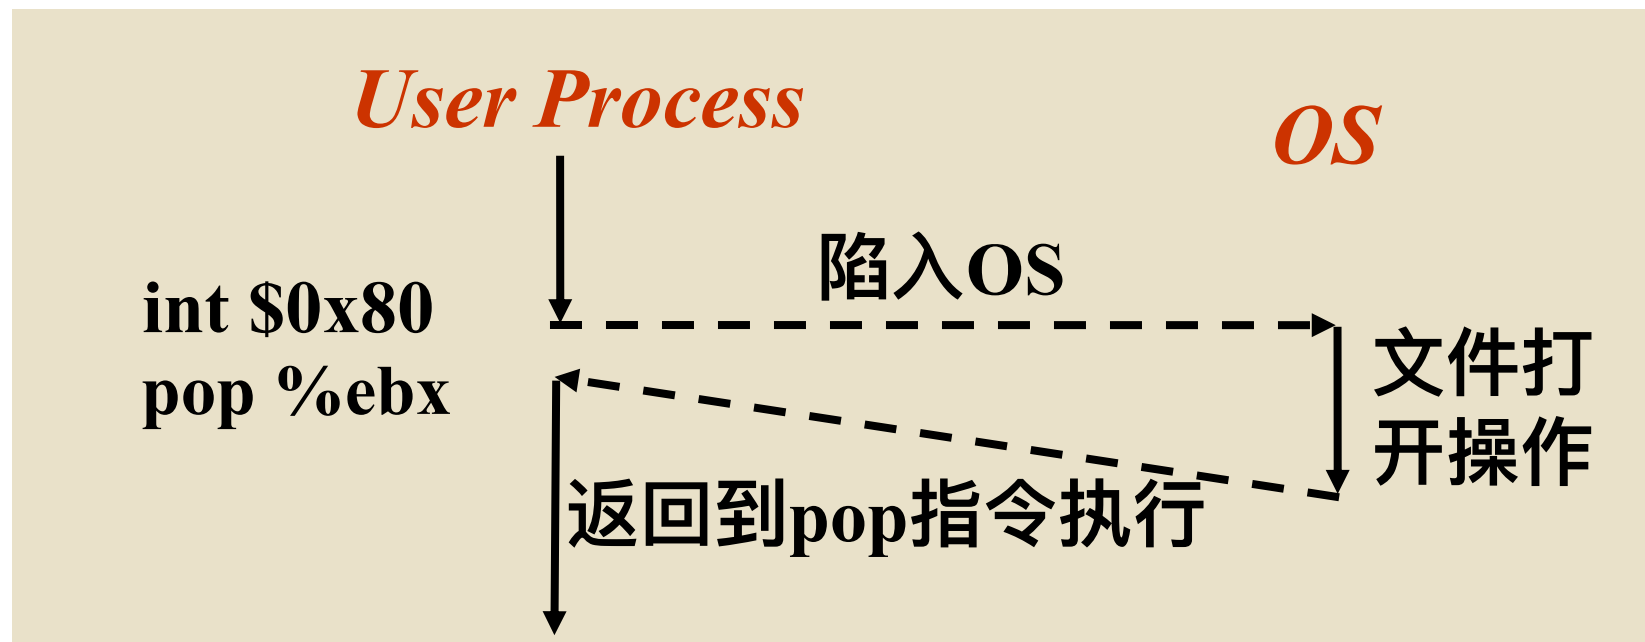 User Process
OS
陷入OS
int $0x80
pop %ebx
文件打
开操作
返回到pop指令执行